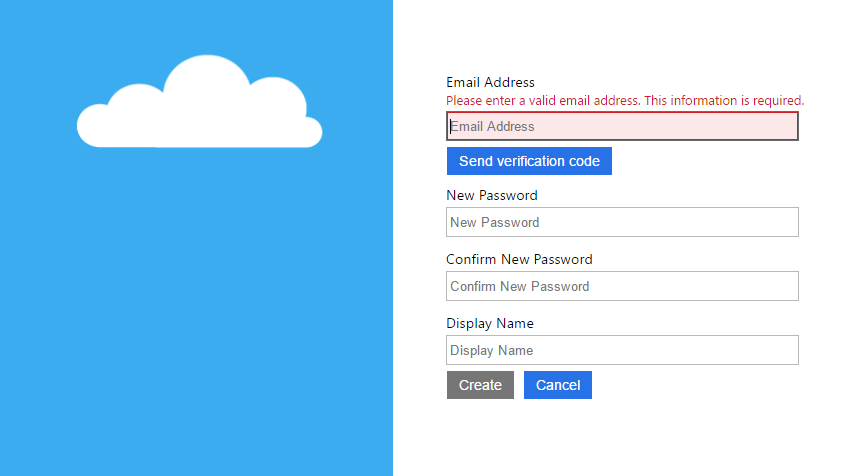 Email Address
Please enter a valid email address. This information is required.
Email Address
Send verification code
New Password
New Password
Confirm New Password
Confirm New Password
Display Name
Display Name
Create Cancel